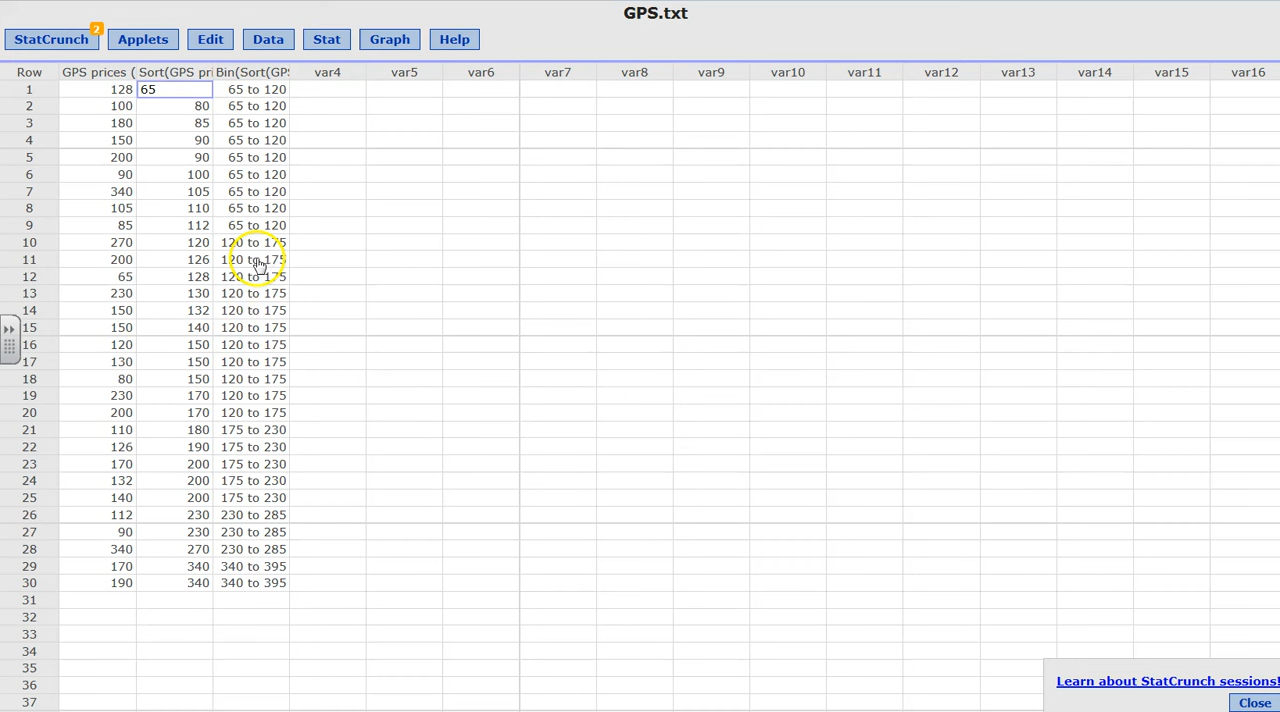 GPS.txt
StatCrunch 2 Applets Edit Data Stat Graph Help
Row GPS prices ( Sort(GPS pri Bin(Sort(GPS var4 var5 var6 var7 var8 var9 var10 var11 var12 var13 var14 var15 var16
1 128 65 65 to 120
2 100 80 65 to 120
3 180 85 65 to 120
4 150 90 65 to 120
5 200 90 65 to 120
6 90 100 65 to 120
7 340 105 65 to 120
8 105 110 65 to 120
9 85 112 65 to 120
10 270 120 120 to 175
11 200 126 120 to 175
12 65 128 120 to 175
13 230 130 120 to 175
14 150 132 120 to 175
15 150 140 120 to 175
16 120 150 120 to 175
17 130 150 120 to 175
18 80 150 120 to 175
19 230 170 120 to 175
20 200 170 120 to 175
21 110 180 175 to 230
22 126 190 175 to 230
23 170 200 175 to 230
24 132 200 175 to 230
25 140 200 175 to 230
26 112 230 230 to 285
27 90 230 230 to 285
28 340 270 230 to 285
29 170 340 340 to 395
30 190 340 340 to 395
31
32
33
34
35
36
37
Learn about StatCrunch sessions!
Close